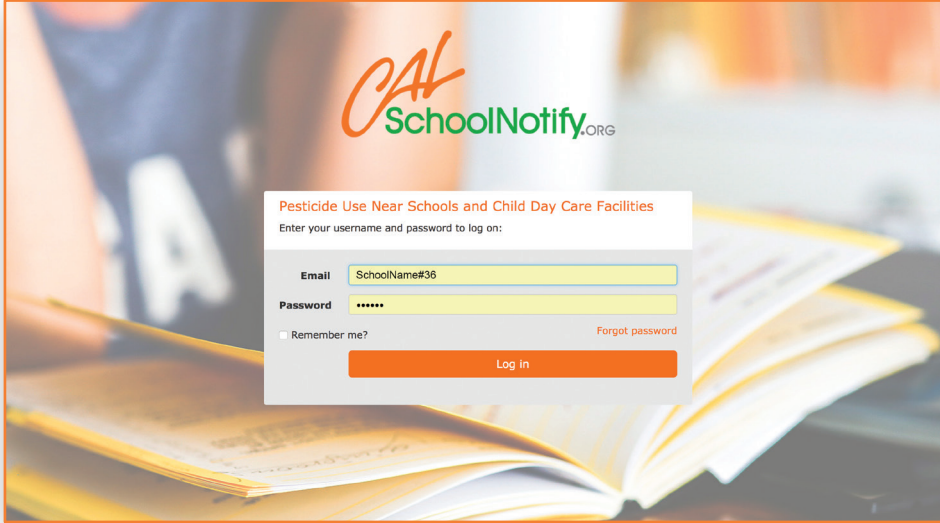 CAL
SchoolNotify.ORG
Pesticide Use Near Schools and Child Day Care Facilities
Enter your username and password to log on:
Email SchoolName#36
Password ••••••
Remember me? Forgot password
Log in